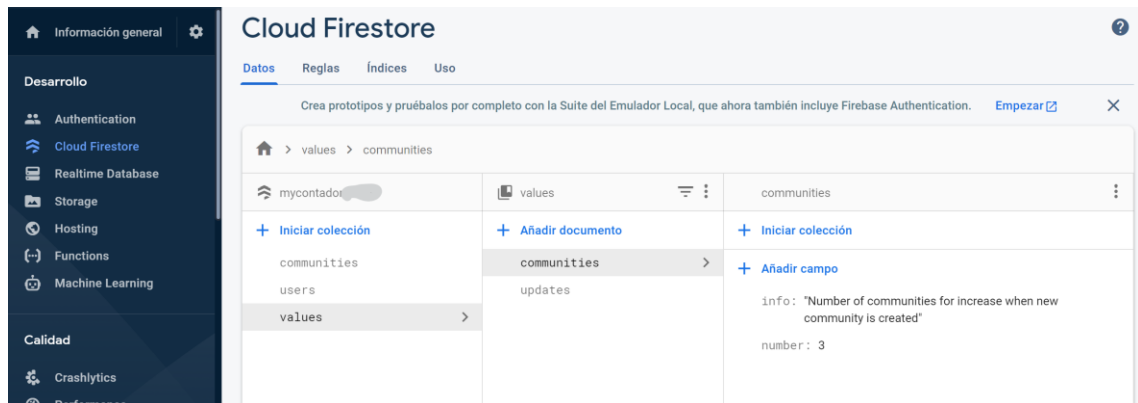 Información general
Desarrollo
Authentication
Cloud Firestore
Realtime Database
Storage
Hosting
Functions
Machine Learning
Calidad
Crashlytics
Cloud Firestore
Datos Reglas Índices Uso
Crea prototipos y pruébalos por completo con la Suite del Emulador Local, que ahora también incluye Firebase Authentication. Empezar
> values > communities
mycontador
+ Iniciar colección
communities
users
values
values
+ Añadir documento
communities
updates
communities
+ Iniciar colección
+ Añadir campo
info: "Number of communities for increase when new
community is created"
number: 3